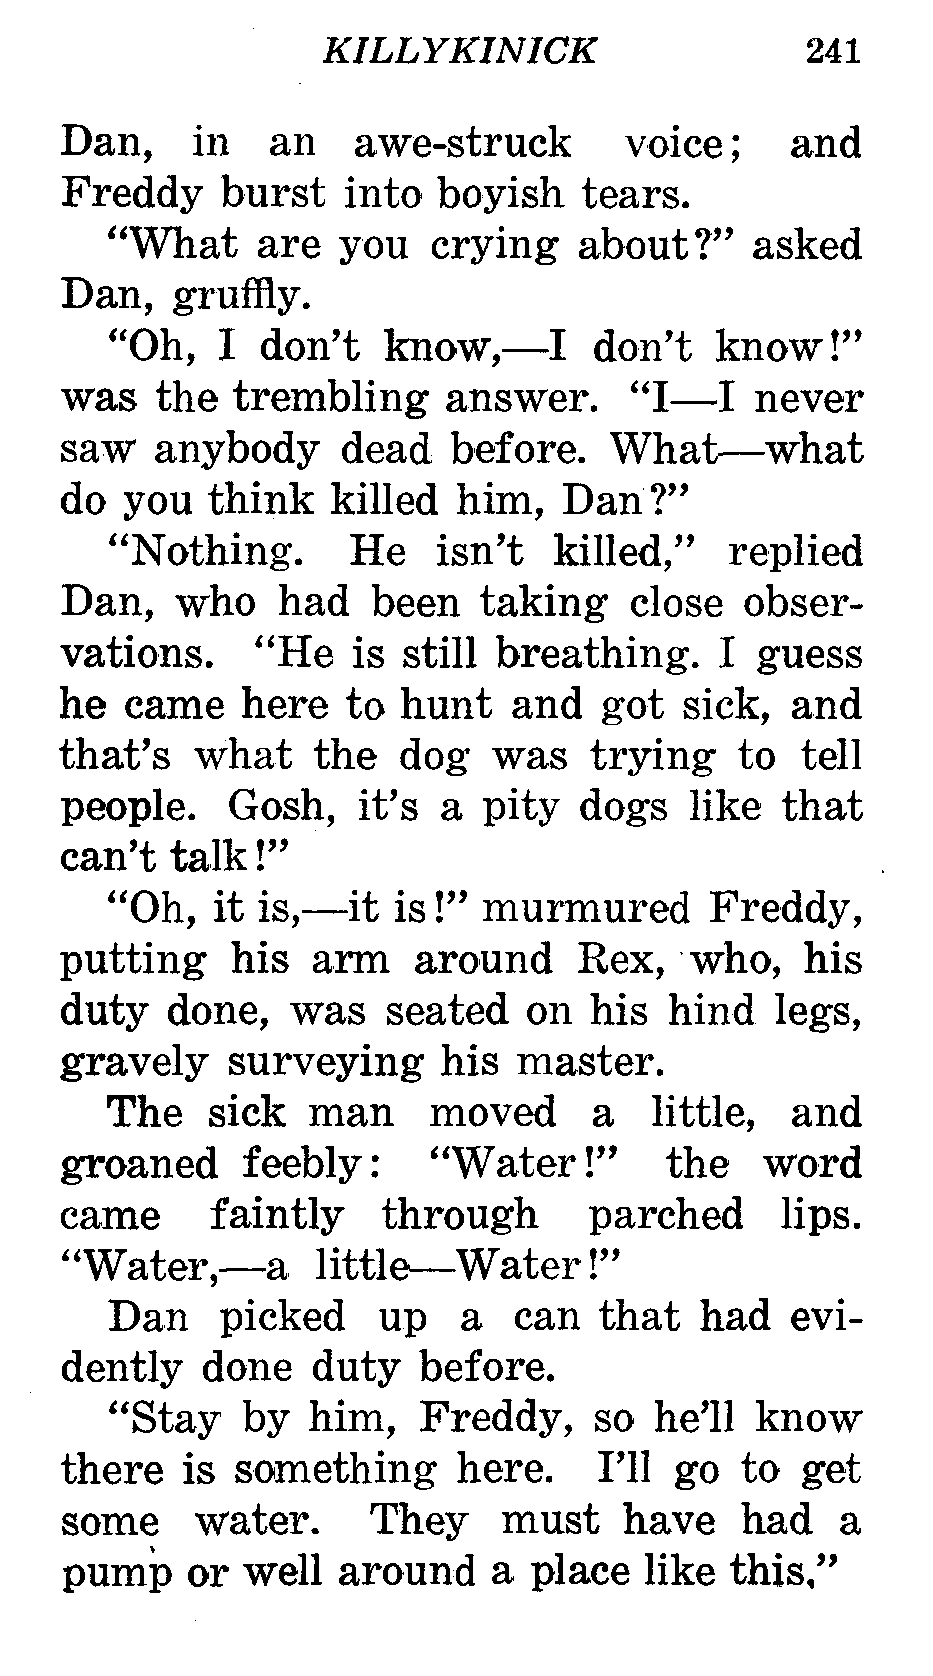 KILLYKINICK 241
Dan, in an awe-struck voice; and
Freddy burst into boyish tears.
“What are you crying about?” asked
Dan, gruffly.
“Oh, I don’t know,—I don’t know!”
was the trembling answer. “I—I never
saw anybody dead before. What—what
do you think killed him, Dan?”
“Nothing. He isn’t killed,” replied
Dan, who had been taking close obser-
vations. “He is still breathing. I guess
he came here to hunt and got sick, and
that’s what the dog was trying to tell
people. Gosh, it’s a pity dogs like that
can’t talk!”
“Oh, it is,—it is!” murmured Freddy,
putting his arm around Rex, who, his
duty done, was seated on his hind legs,
gravely surveying his master.
The sick man moved a little, and
groaned feebly: “Water!” the word
came faintly through parched lips.
“Water,—a little—Water!”
Dan picked up a can that had evi-
dently done duty before.
“Stay by him, Freddy, so he’ll know
there is something here. I’ll go to get
some water. They must have had a
pump or well around a place like this.”